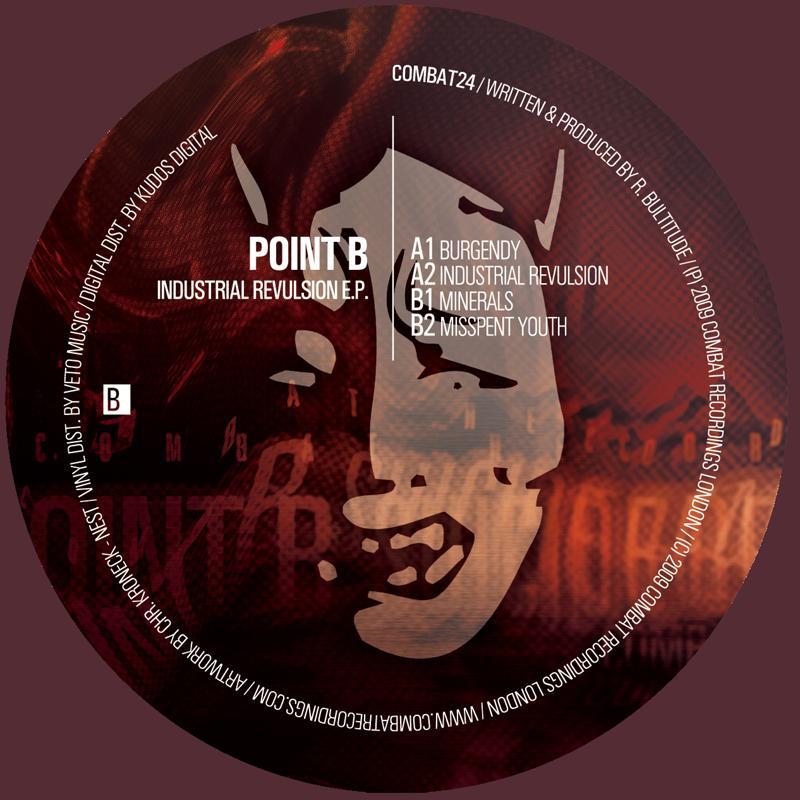 COMBAT24 / WRITTEN & PRODUCED BY R. BULTITUDE / (P) 2009 COMBAT RECORDINGS LONDON / (C) 2009 COMBAT RECORDINGS LONDON / WWW.COMBATRECORDINGS.COM / ARTWORK BY CHR. KRONECK - NEST / VINYL DIST. BY VETO MUSIC / DIGITAL DIST. BY KUDOS DIGITAL
POINT B
INDUSTRIAL REVULSION E.P.
A1 BURGENDY
A2 INDUSTRIAL REVULSION
B1 MINERALS
B2 MISSPENT YOUTH
B